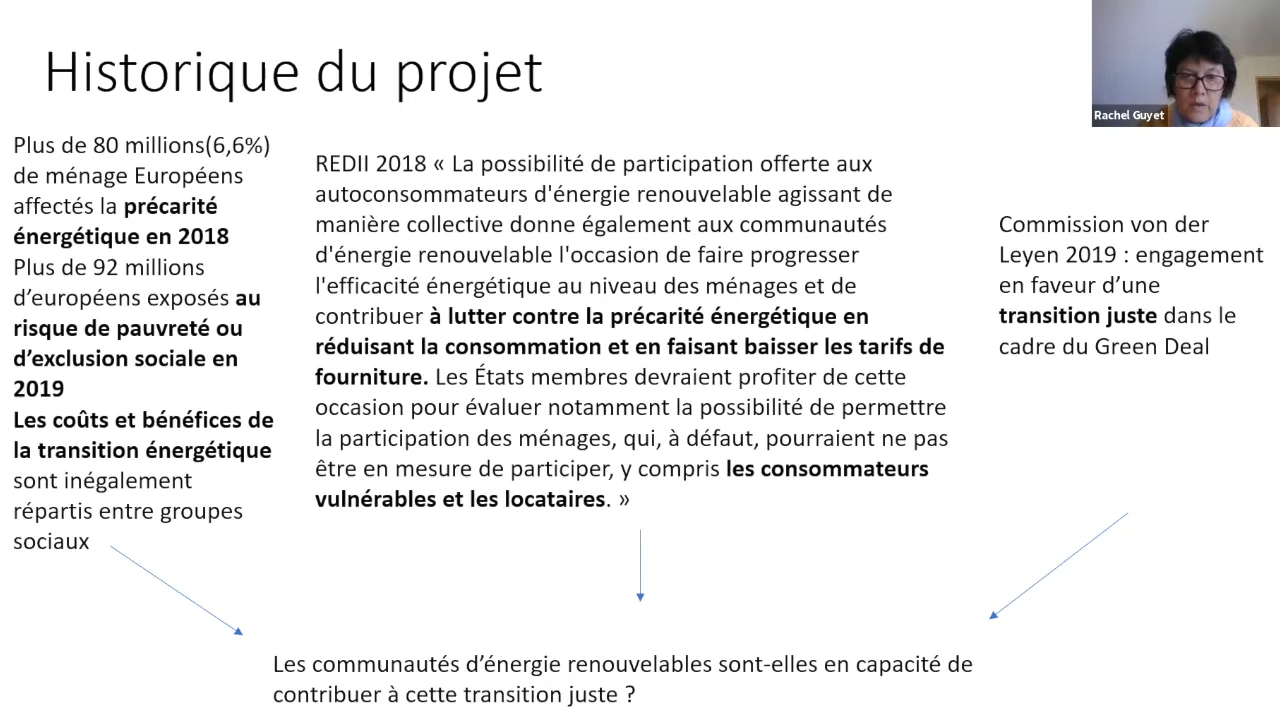 Historique du projet
Rachel Guyet
Plus de 80 millions(6,6%)
de ménage Européens
affectés la précarité
énergétique en 2018
Plus de 92 millions
d’européens exposés au
risque de pauvreté ou
d’exclusion sociale en
2019
Les coûts et bénéfices de
la transition énergétique
sont inégalement
répartis entre groupes
sociaux
REDII 2018 « La possibilité de participation offerte aux
autoconsommateurs d'énergie renouvelable agissant de
manière collective donne également aux communautés
d'énergie renouvelable l'occasion de faire progresser
l'efficacité énergétique au niveau des ménages et de
contribuer à lutter contre la précarité énergétique en
réduisant la consommation et en faisant baisser les tarifs de
fourniture. Les États membres devraient profiter de cette
occasion pour évaluer notamment la possibilité de permettre
la participation des ménages, qui, à défaut, pourraient ne pas
être en mesure de participer, y compris les consommateurs
vulnérables et les locataires. »
Commission von der
Leyen 2019 : engagement
en faveur d’une
transition juste dans le
cadre du Green Deal
Les communautés d’énergie renouvelables sont-elles en capacité de
contribuer à cette transition juste ?